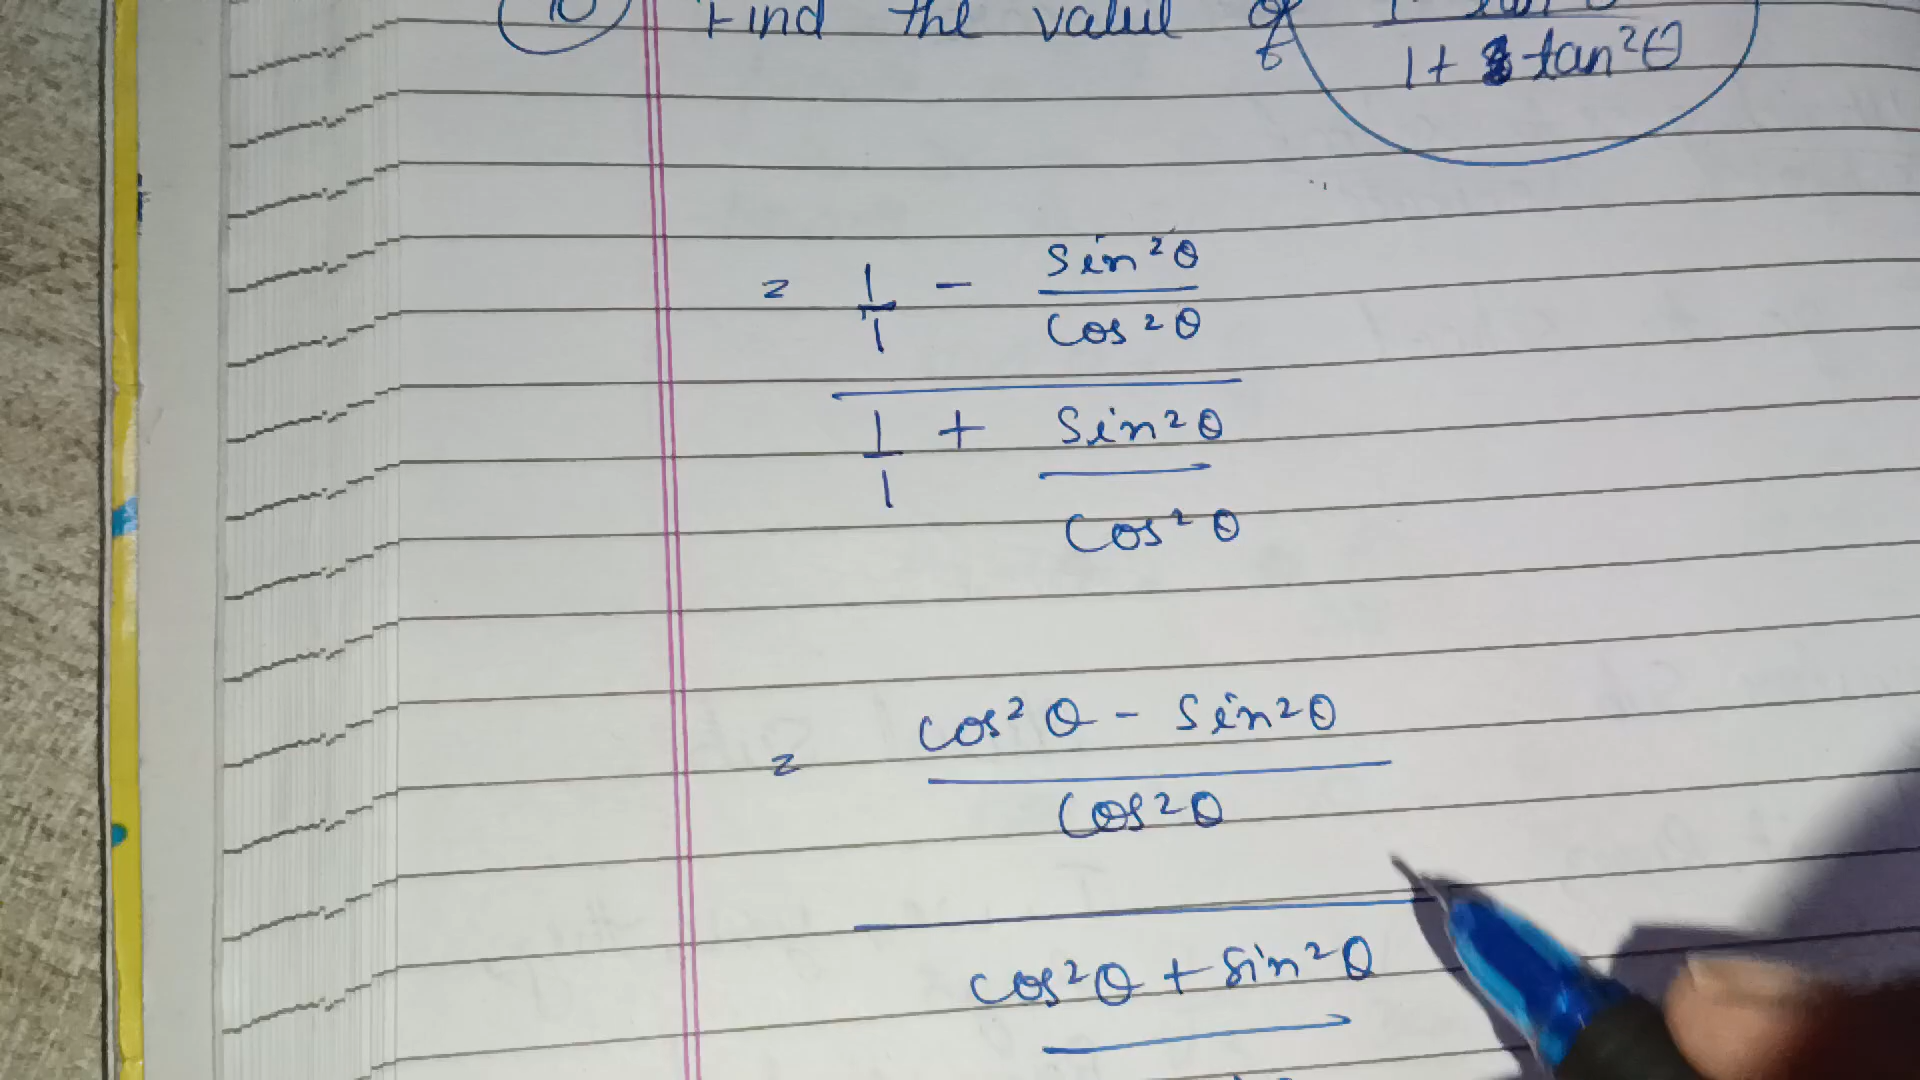 Find the value of
1 + tan²θ
= 1/1 - sin²θ/cos²θ
1/1 + sin²θ/cos²θ
= cos²θ - sin²θ
cos²θ
cos²θ + sin²θ